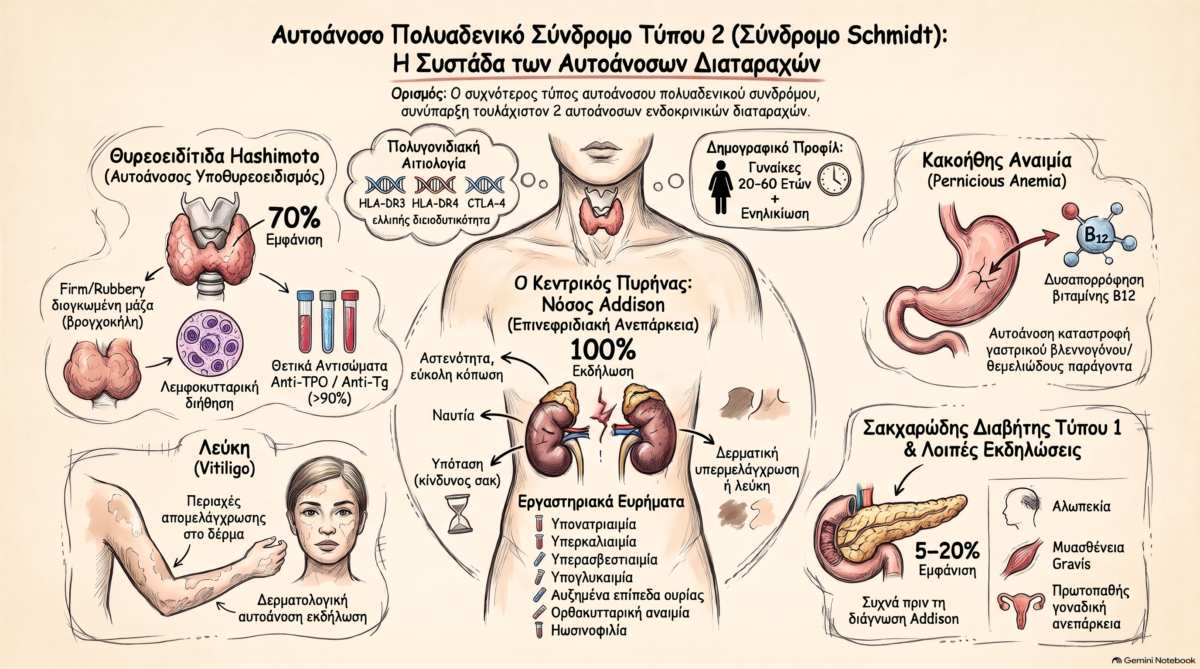 Αυτοάνοσο Πολυαδενικό Σύνδρομο Τύπου 2 (Σύνδρομο Schmidt):
Η Συστάδα των Αυτοάνοσων Διαταραχών
Ορισμός: Ο συχνότερος τύπος αυτοάνοσου πολυαδενικού συνδρόμου,
συνύπαρξη τουλάχιστον 2 αυτοάνοσων ενδοκρινικών διαταραχών.
Θυρεοειδίτιδα Hashimoto
(Αυτοάνοσος Υποθυρεοειδισμός)
70%
Εμφάνιση
Firm/Rubbery
διογκωμένη μάζα
(βρογχοκήλη)
Λεμφοκυτταρική
διήθηση
Θετικά Αντισώματα
Anti-TPO / Anti-Tg
(>90%)
Πολυγονιδιακή
Αιτιολογία
HLA-DR3 HLA-DR4 CTLA-4
ελλιπής διεισδυτικότητα
Δημογραφικό Προφίλ:
Γυναίκες
20-60 Ετών
+
Ενηλικίωση
Κακοήθης Αναιμία
(Pernicious Anemia)
B12
Δυσαπορρόφηση
βιταμίνης B12
Αυτοάνοση καταστροφή
γαστρικού βλεννογόνου/
θεμελιώδους παράγοντα
Ο Κεντρικός Πυρήνας:
Νόσος Addison
(Επινεφριδιακή Ανεπάρκεια)
100%
Εκδήλωση
Αστενότητα,
εύκολη κόπωση
Ναυτία
Υπόταση
(κίνδυνος σακ)
Δερματική
υπερμελάγχρωση
ή λεύκη
Εργαστηριακά Ευρήματα
Υπονατριαιμία
Υπερκαλιαιμία
Υπερασβεστιαιμία
Υπογλυκαιμία
Αυξημένα επίπεδα ουρίας
Ορθακυτταρική αναιμία
Ηωσινοφιλία
Λεύκη
(Vitiligo)
Περιαχές
απομελάγχρωσης
στο δέρμα
Δερματολογική
αυτοάνοση εκδήλωση
Σακχαρώδης Διαβήτης Τύπου 1
& Λοιπές Εκδηλώσεις
5–20%
Εμφάνιση
Συχνά πριν τη
διάγνωση Addison
Αλωπεκία
Μυασθένεια
Gravis
Πρωτοπαθής
γοναδική
ανεπάρκεια
Gemini Notebook